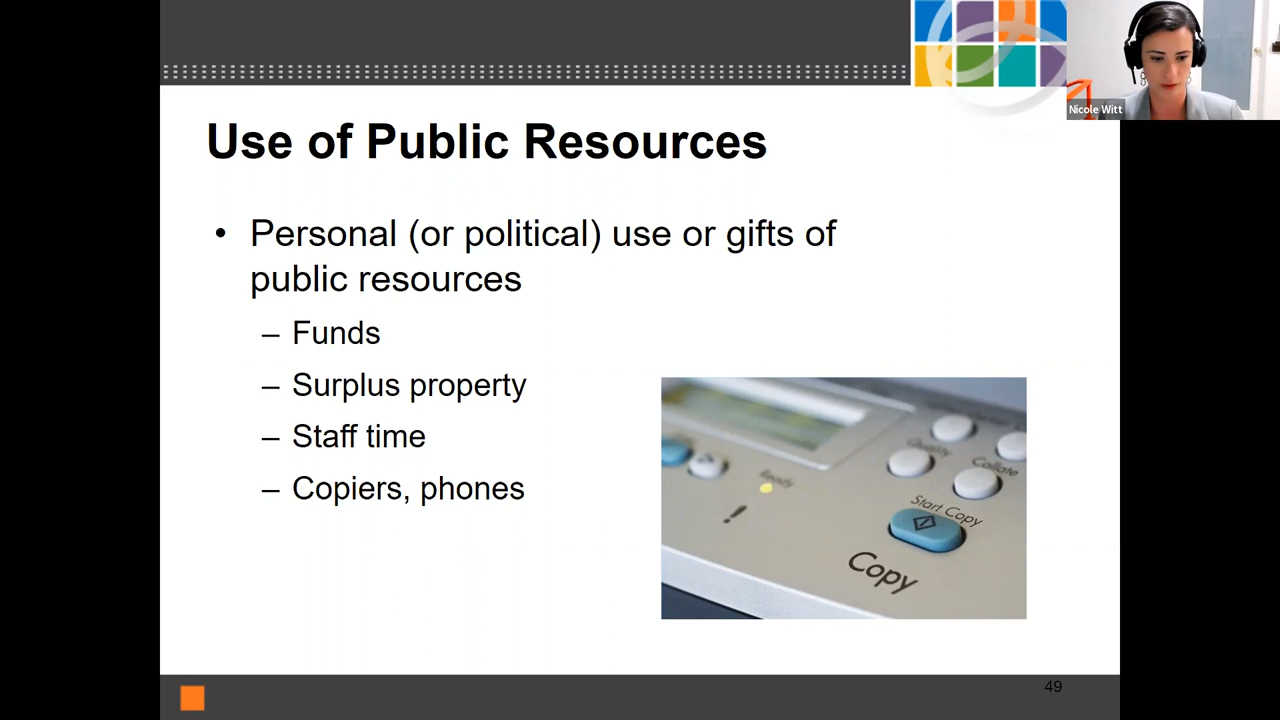 Nicole Witt
Use of Public Resources
• Personal (or political) use or gifts of
public resources
– Funds
– Surplus property
– Staff time
– Copiers, phones
Quality
Collate
Ready
Start Copy
!
Copy
49